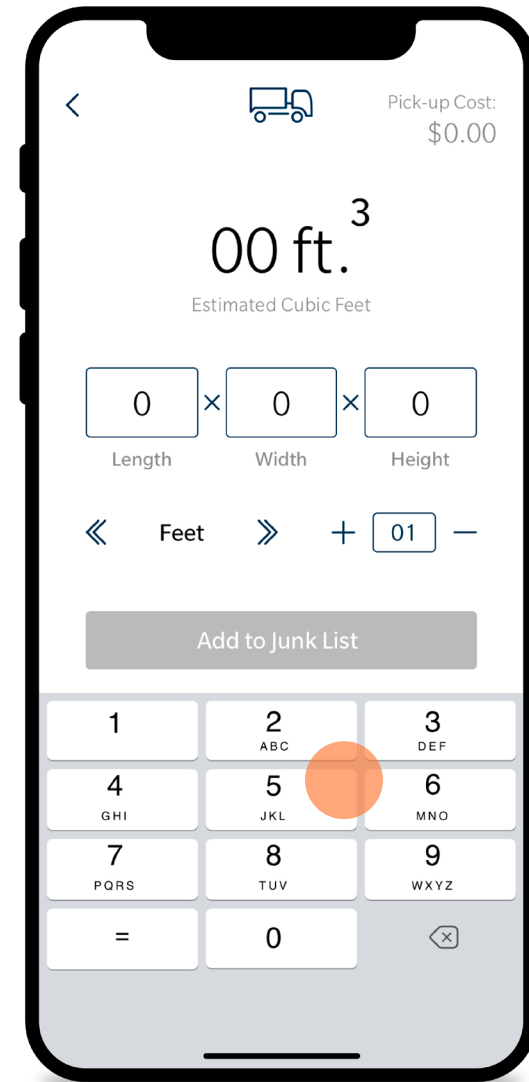 Pick-up Cost:
$0.00
00 ft.³
Estimated Cubic Feet
0 × 0 × 0
Length Width Height
Feet + 01 −
Add to Junk List
1 2 3
ABC DEF
4 5 6
GHI JKL MNO
7 8 9
PQRS TUV WXYZ
= 0